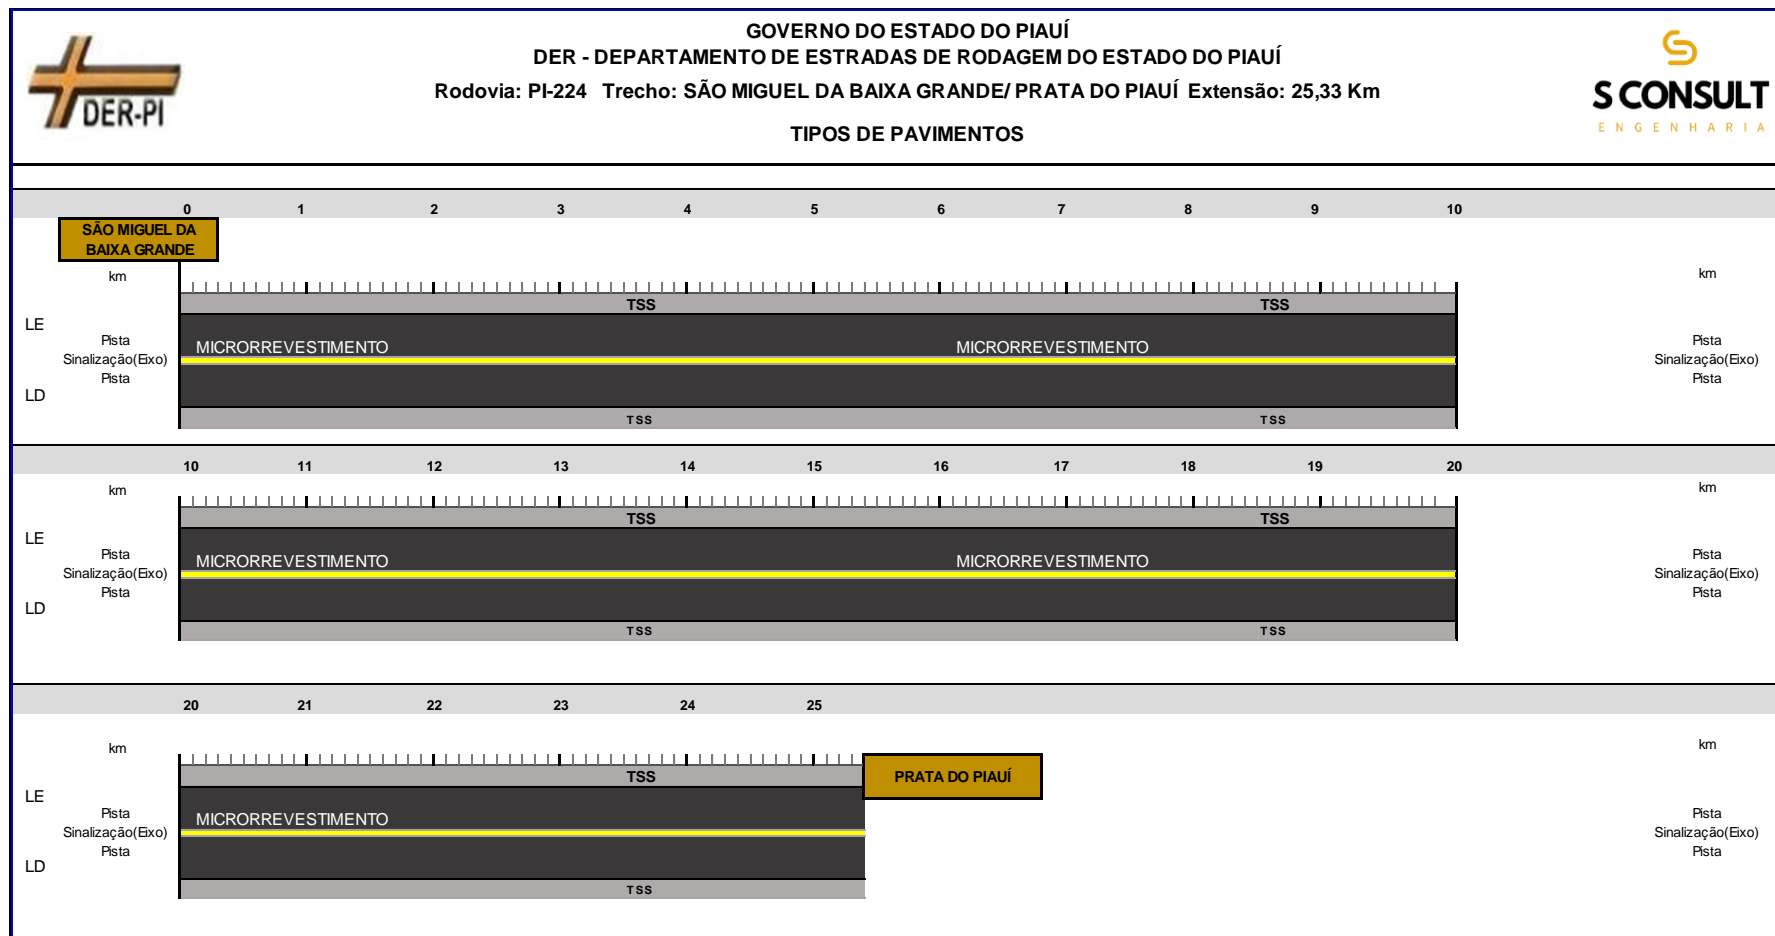 GOVERNO DO ESTADO DO PIAUÍ
DER - DEPARTAMENTO DE ESTRADAS DE RODAGEM DO ESTADO DO PIAUÍ
Rodovia: PI-224 Trecho: SÃO MIGUEL DA BAIXA GRANDE/ PRATA DO PIAUÍ Extensão: 25,33 Km
TIPOS DE PAVIMENTOS
DER-PI
S CONSULT
ENGENHARIA
0 1 2 3 4 5 6 7 8 9 10
SÃO MIGUEL DA
BAIXA GRANDE
km km
TSS TSS
LE
Pista Pista
MICRORREVESTIMENTO MICRORREVESTIMENTO
Sinalização(Eixo) Sinalização(Eixo)
Pista Pista
LD
TSS TSS
10 11 12 13 14 15 16 17 18 19 20
km km
TSS TSS
LE
Pista Pista
MICRORREVESTIMENTO MICRORREVESTIMENTO
Sinalização(Eixo) Sinalização(Eixo)
Pista Pista
LD
TSS TSS
20 21 22 23 24 25
km km
TSS
PRATA DO PIAUÍ
LE
Pista Pista
MICRORREVESTIMENTO
Sinalização(Eixo) Sinalização(Eixo)
Pista Pista
LD
TSS